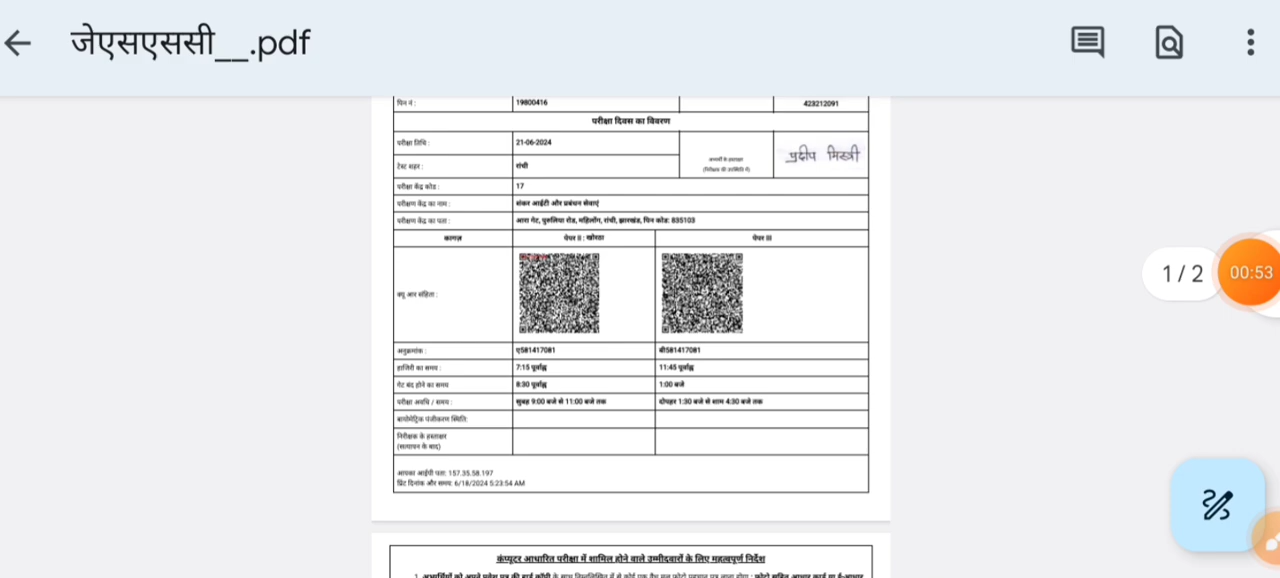 जेएसएससी__.pdf
पिन नं :
19800416
423212091
परीक्षा दिवस का विवरण
परीक्षा तिथि :
21-06-2024
टेस्ट शहर :
रांची
(निरीक्षक की उपस्थिति में)
प्रदीप मिस्त्री
परीक्षा केंद्र कोड :
17
परीक्षण केंद्र का नाम :
शंकर आईटी और प्रबंधन सेवाएं
परीक्षण केंद्र का पता :
आरा गेट, पुरुलिया रोड, महिलोंग, रांची, झारखंड, पिन कोड: 835103
कागज़
पेपर II : खोरठा
पेपर III
क्यू आर संहिता :
अनुक्रमांक :
ए581417081
बी581417081
हाजिरी का समय :
7:15 पूर्वाह्न
11:45 पूर्वाह्न
गेट बंद होने का समय
8:30 पूर्वाह्न
1:00 बजे
परीक्षा अवधि / समय :
सुबह 9:00 बजे से 11:00 बजे तक
दोपहर 1:30 बजे से शाम 4:30 बजे तक
बायोमेट्रिक पंजीकरण स्थिति:
निरीक्षक के हस्ताक्षर
(सत्यापन के बाद)
आपका आईपी पता: 157.35.58.197
प्रिंट दिनांक और समय: 6/18/2024 5:23:54 AM
1 / 2
00:53
कंप्यूटर आधारित परीक्षा में शामिल होने वाले उम्मीदवारों के लिए महत्वपूर्ण निर्देश